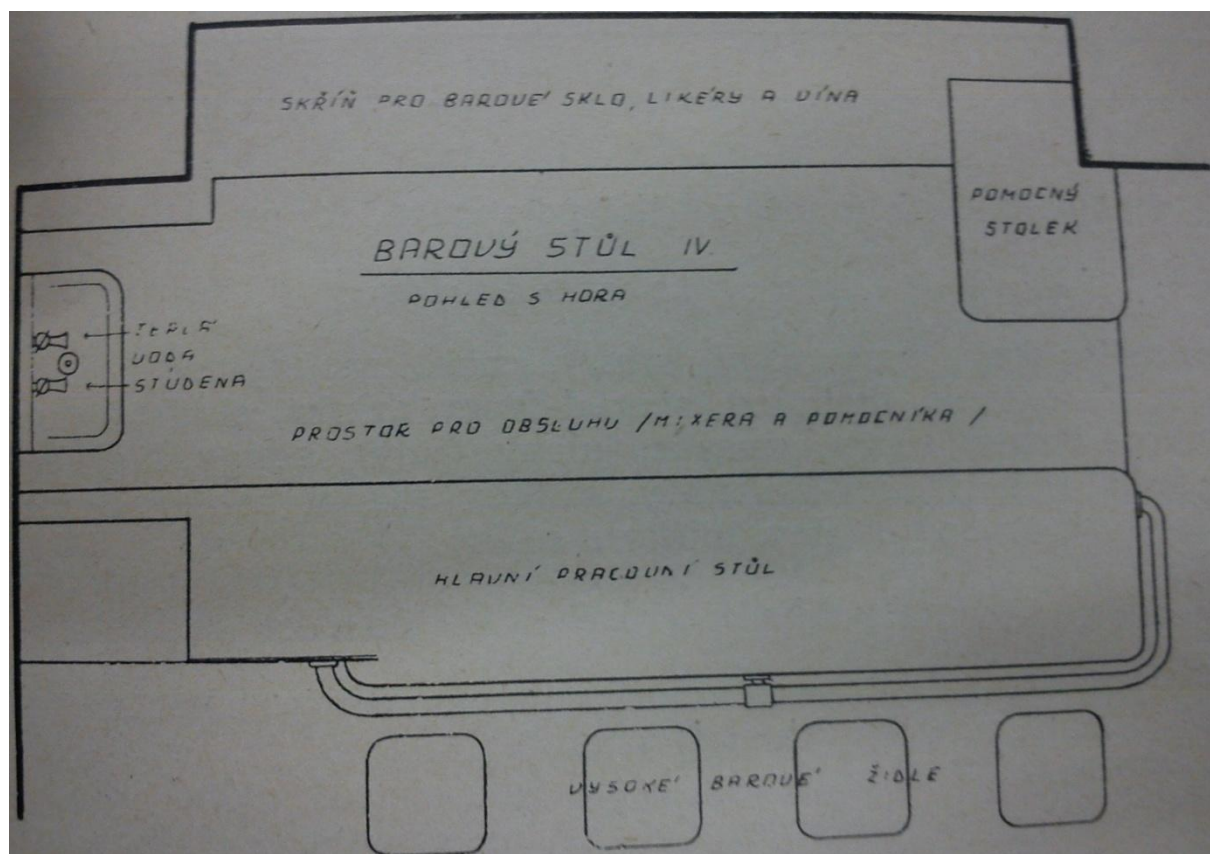 SKŘÍŇ PRO BAROVÉ SKLO, LIKÉRY A VÍNA
POMOCNÝ
STOLEK
BAROVÝ STŮL IV.
POHLED S HORA
TEPLÁ
VODA
STUDENA
PROSTOR PRO OBSLUHU /MIXERA A POMOCNÍKA/
HLAVNÍ PRACOVNÍ STŮL
VYSOKÉ BAROVÉ ŽIDLE